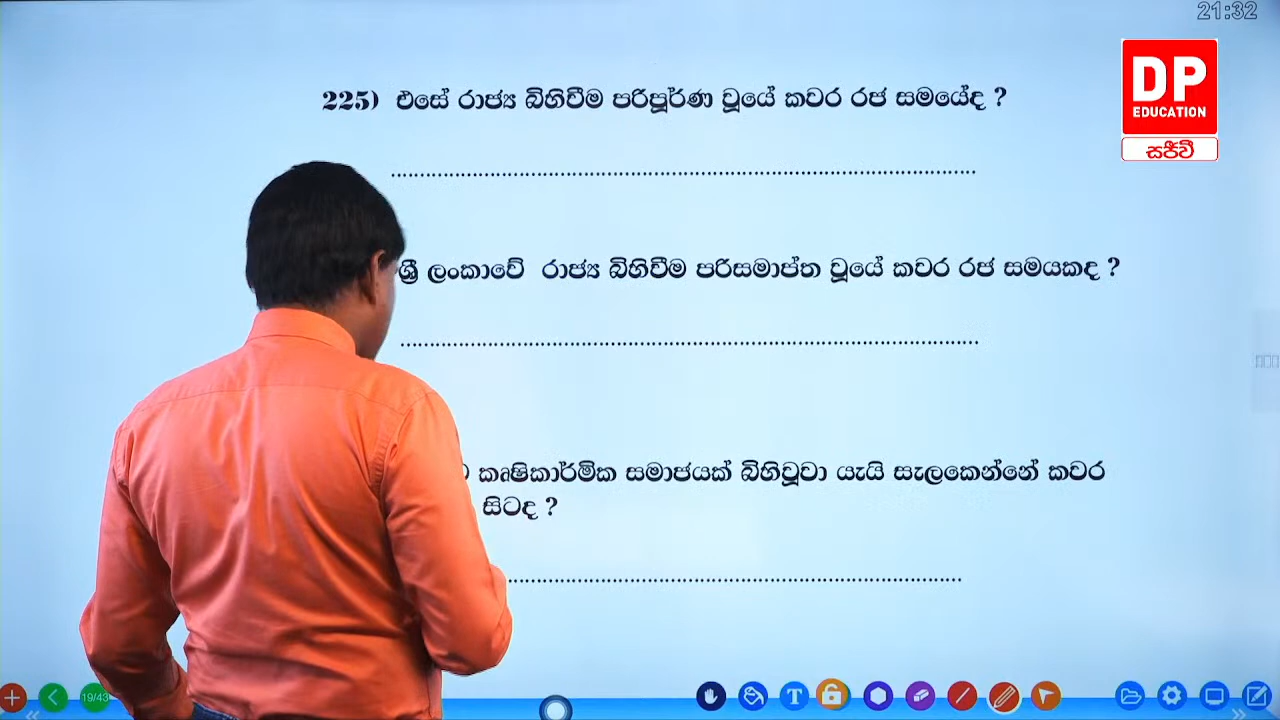 21:32
DP
EDUCATION
සජීවී
225) එසේ රාජ්‍ය බිහිවීම පරිපූර්ණ වූයේ කවර රජ සමයේද ?
ශ්‍රී ලංකාවේ රාජ්‍ය බිහිවීම පරිසමාප්ත වූයේ කවර රජ සමයකද ?
කෘෂිකාර්මික සමාජයක් බිහිවූවා යැයි සැලකෙන්නේ කවර
සිටද ?
19/43